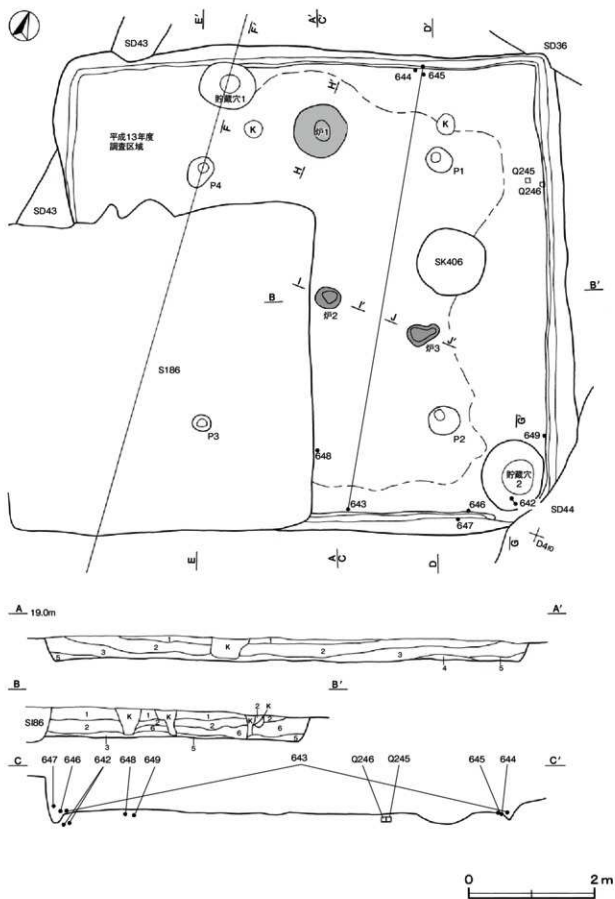 E' F' A' D'
SD43 C' SD36
644 645
貯蔵穴1 H'
平成13年度 F K 炉1 K
調査区域 Q245
P4 H P1 Q246
SD43
SK406
B I B'
炉2 I' J
炉3 J'
SI86
P3 P2 G' 649
648 貯蔵穴
2
643 646 642
647 SD44
E A D G D4f0
C
A 19.0m A'
1 K 1
5 3 2 2 3 4 5
B B'
SI86 1 K 1 K 1 2 K
2 2 6 2 K 6 6
3 5 5
C 647 646 642 648 649 643 Q246 Q245 645 644 C'
0 2m